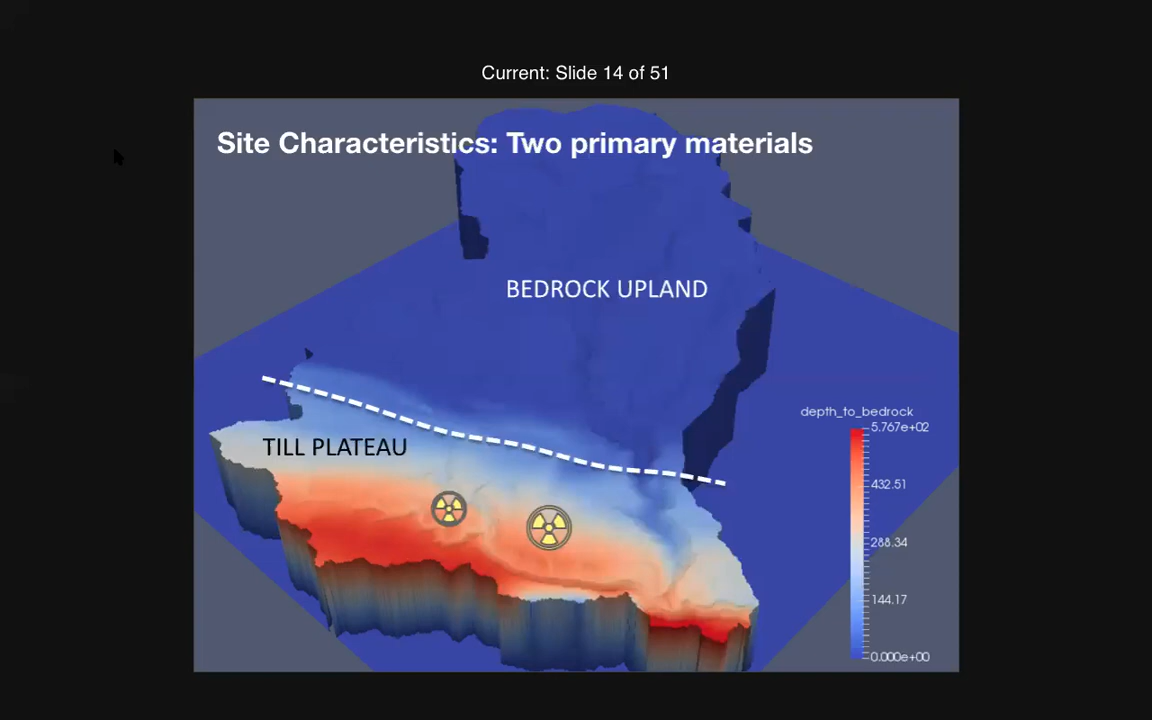 Current: Slide 14 of 51
Site Characteristics: Two primary materials
BEDROCK UPLAND
TILL PLATEAU
depth_to_bedrock
5.767e+02
432.51
288.34
144.17
0.000e+00